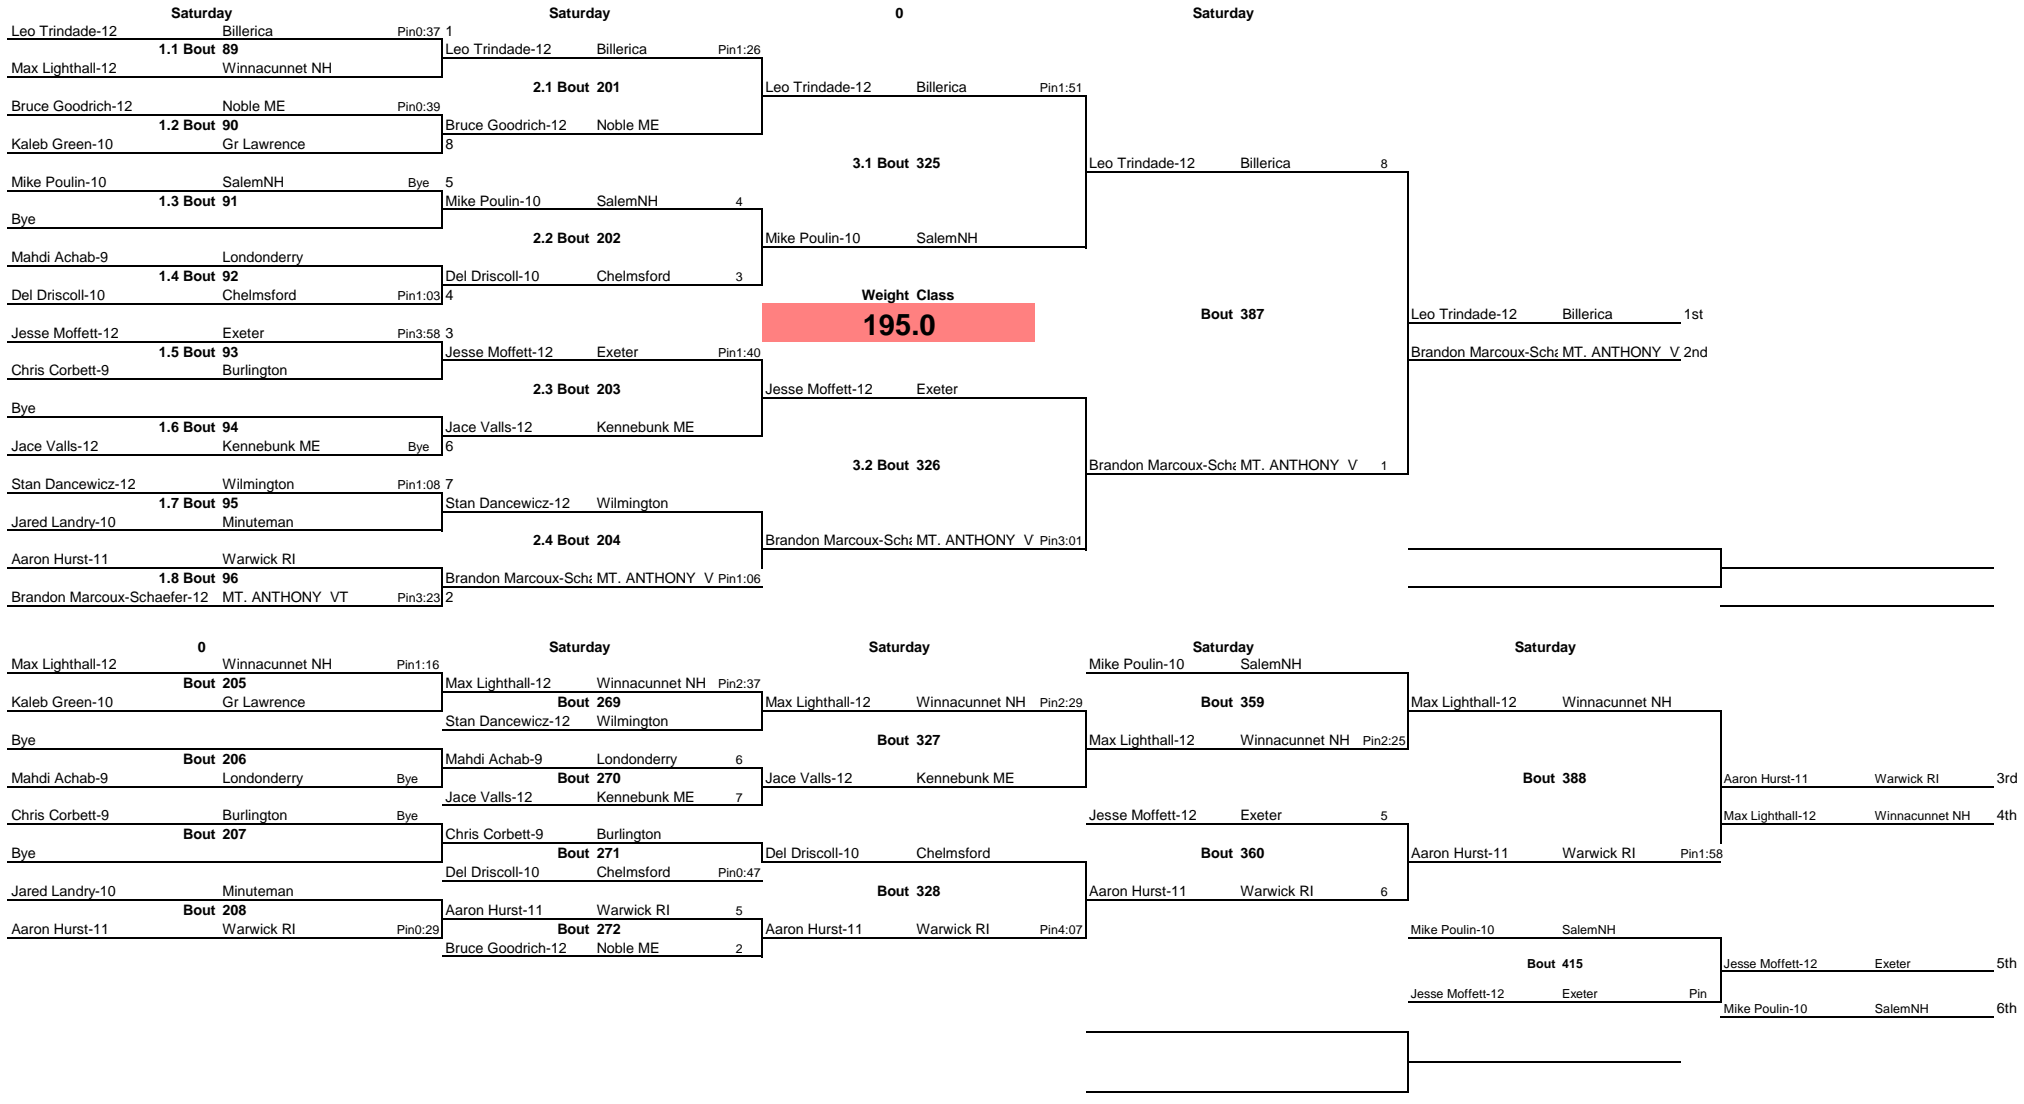 Saturday Saturday 0 Saturday
Leo Trindade-12 Billerica Pin0:37 1
1.1 Bout 89 Leo Trindade-12 Billerica Pin1:26
Max Lighthall-12 Winnacunnet NH
2.1 Bout 201 Leo Trindade-12 Billerica Pin1:51
Bruce Goodrich-12 Noble ME Pin0:39
1.2 Bout 90 Bruce Goodrich-12 Noble ME
Kaleb Green-10 Gr Lawrence 8
3.1 Bout 325 Leo Trindade-12 Billerica 8
Mike Poulin-10 SalemNH Bye 5
1.3 Bout 91 Mike Poulin-10 SalemNH 4
Bye
2.2 Bout 202 Mike Poulin-10 SalemNH
Mahdi Achab-9 Londonderry
1.4 Bout 92 Del Driscoll-10 Chelmsford 3
Del Driscoll-10 Chelmsford Pin1:03 4 Weight Class
195.0 Bout 387 Leo Trindade-12 Billerica 1st
Jesse Moffett-12 Exeter Pin3:58 3
1.5 Bout 93 Jesse Moffett-12 Exeter Pin1:40 Brandon Marcoux-Scha MT. ANTHONY V 2nd
Chris Corbett-9 Burlington
2.3 Bout 203 Jesse Moffett-12 Exeter
Bye
1.6 Bout 94 Jace Valls-12 Kennebunk ME
Jace Valls-12 Kennebunk ME Bye 6
3.2 Bout 326 Brandon Marcoux-Scha MT. ANTHONY V 1
Stan Dancewicz-12 Wilmington Pin1:08 7
1.7 Bout 95 Stan Dancewicz-12 Wilmington
Jared Landry-10 Minuteman
2.4 Bout 204 Brandon Marcoux-Scha MT. ANTHONY V Pin3:01
Aaron Hurst-11 Warwick RI
1.8 Bout 96 Brandon Marcoux-Scha MT. ANTHONY V Pin1:06
Brandon Marcoux-Schaefer-12 MT. ANTHONY VT Pin3:23 2
0 Saturday Saturday Saturday Saturday
Max Lighthall-12 Winnacunnet NH Pin1:16 Mike Poulin-10 SalemNH
Bout 205 Max Lighthall-12 Winnacunnet NH Pin2:37
Kaleb Green-10 Gr Lawrence Bout 269 Max Lighthall-12 Winnacunnet NH Pin2:29 Bout 359 Max Lighthall-12 Winnacunnet NH
Stan Dancewicz-12 Wilmington
Bye Bout 327 Max Lighthall-12 Winnacunnet NH Pin2:25
Bout 206 Mahdi Achab-9 Londonderry 6
Mahdi Achab-9 Londonderry Bye Bout 270 Jace Valls-12 Kennebunk ME Bout 388 Aaron Hurst-11 Warwick RI 3rd
Jace Valls-12 Kennebunk ME 7
Chris Corbett-9 Burlington Bye Jesse Moffett-12 Exeter 5 Max Lighthall-12 Winnacunnet NH 4th
Bout 207 Chris Corbett-9 Burlington
Bye Bout 271 Del Driscoll-10 Chelmsford Bout 360 Aaron Hurst-11 Warwick RI Pin1:58
Del Driscoll-10 Chelmsford Pin0:47
Jared Landry-10 Minuteman Bout 328 Aaron Hurst-11 Warwick RI 6
Bout 208 Aaron Hurst-11 Warwick RI 5
Aaron Hurst-11 Warwick RI Pin0:29 Bout 272 Aaron Hurst-11 Warwick RI Pin4:07 Mike Poulin-10 SalemNH
Bruce Goodrich-12 Noble ME 2
Bout 415 Jesse Moffett-12 Exeter 5th
Jesse Moffett-12 Exeter Pin
Mike Poulin-10 SalemNH 6th